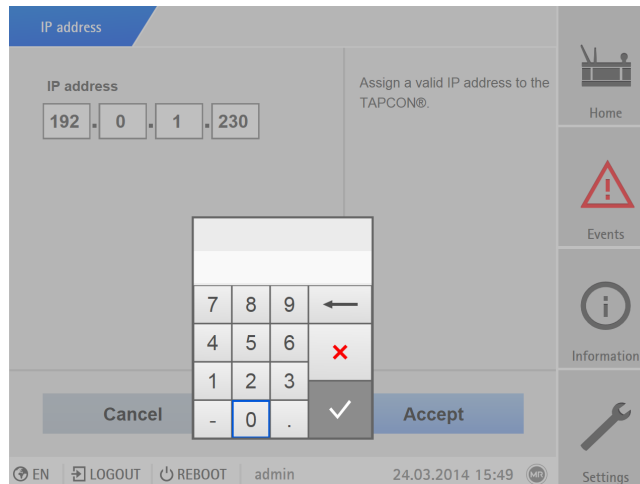 IP address
IP address
192 . 0 . 1 . 230
Assign a valid IP address to the
TAPCON®.
Home
Events
Information
7 8 9
4 5 6
1 2 3
- 0 .
Cancel
Accept
EN LOGOUT REBOOT admin 24.03.2014 15:49 MR
Settings